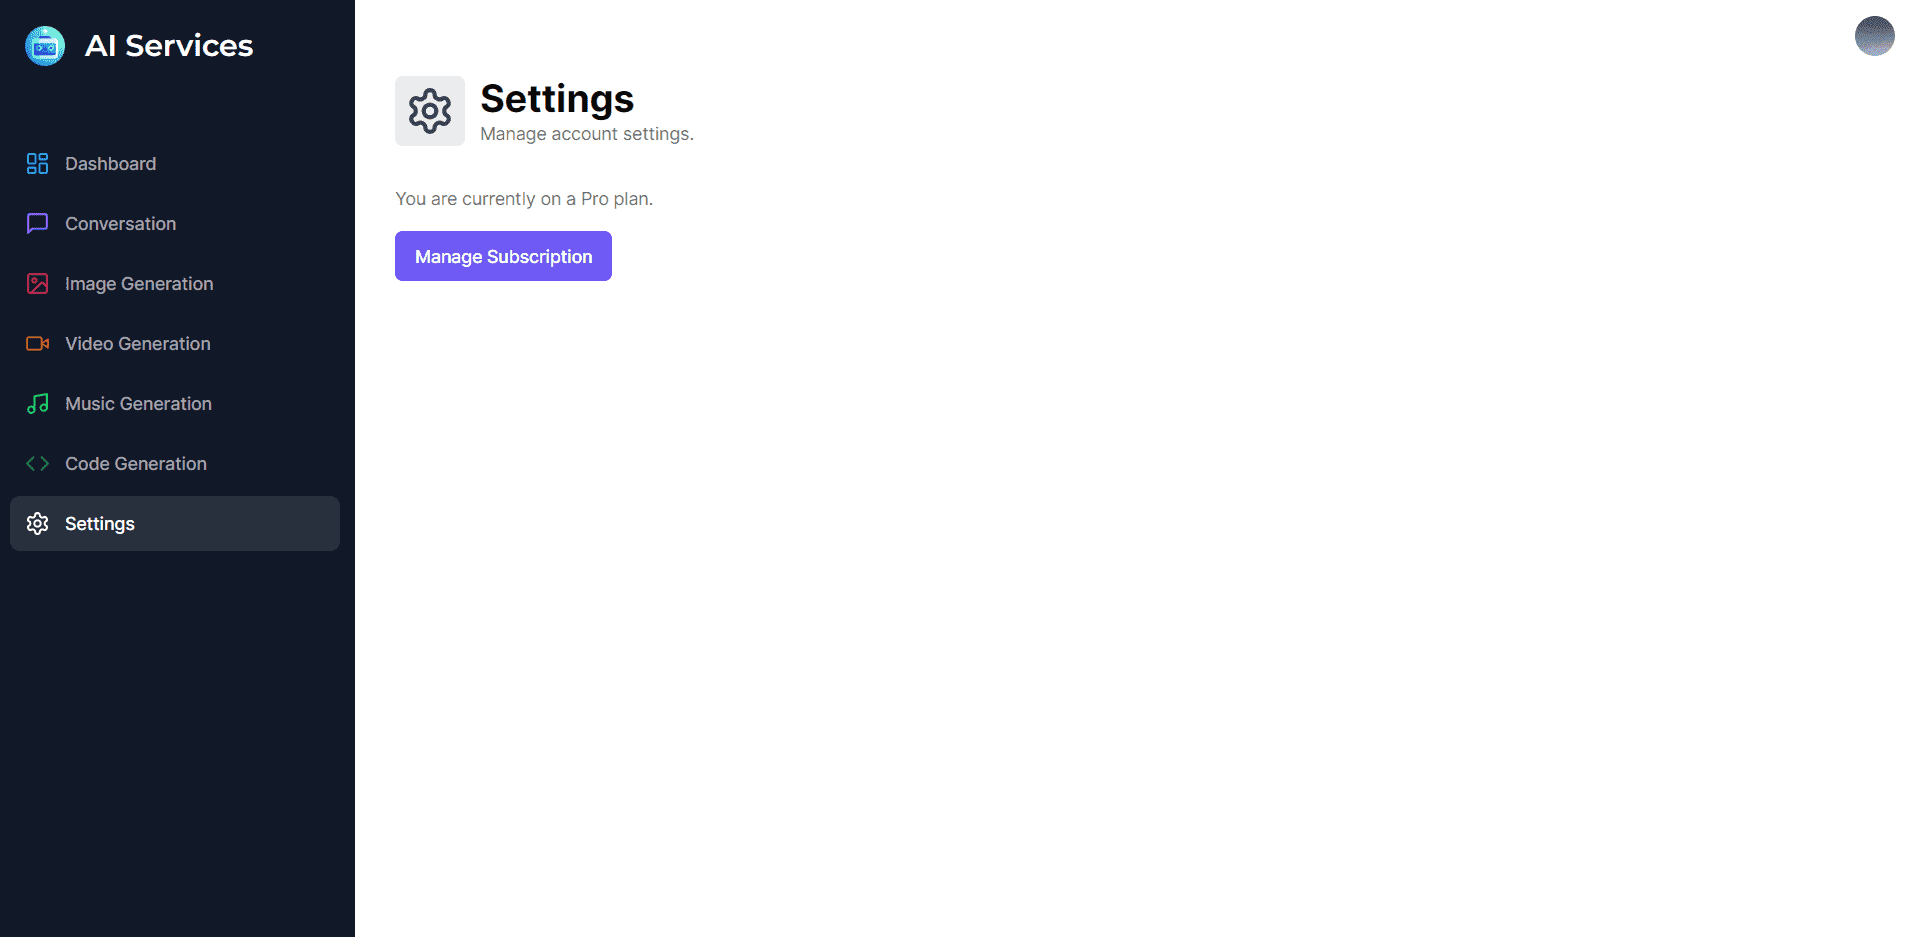 AI Services
Dashboard
Conversation
Image Generation
Video Generation
Music Generation
Code Generation
Settings
Settings
Manage account settings.
You are currently on a Pro plan.
Manage Subscription